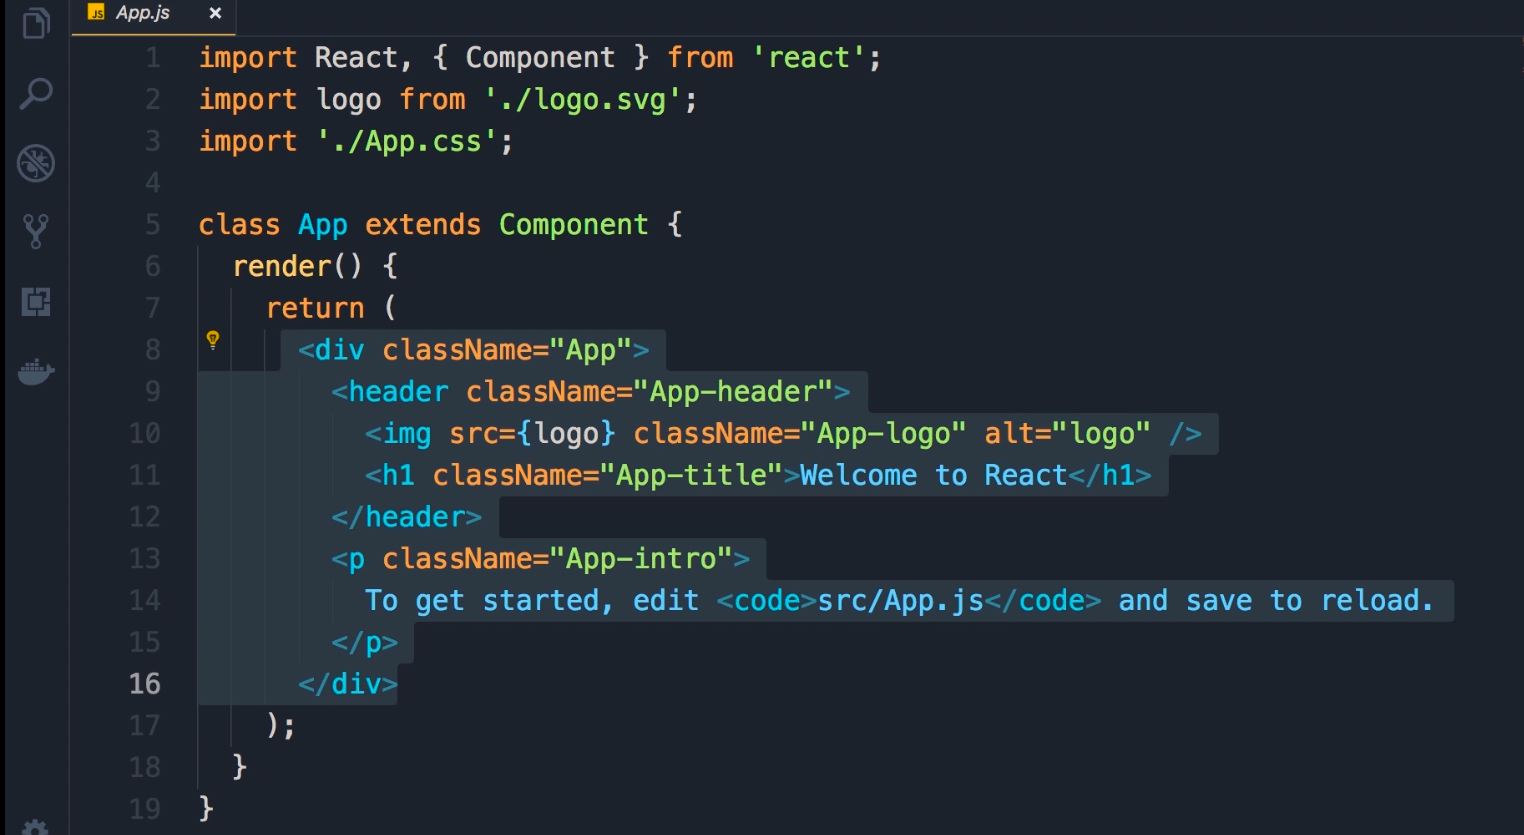 JS App.js ×
1 import React, { Component } from 'react';
2 import logo from './logo.svg';
3 import './App.css';
4
5 class App extends Component {
6   render() {
7     return (
8       <div className="App">
9         <header className="App-header">
10           <img src={logo} className="App-logo" alt="logo" />
11           <h1 className="App-title">Welcome to React</h1>
12         </header>
13         <p className="App-intro">
14           To get started, edit <code>src/App.js</code> and save to reload.
15         </p>
16       </div>
17     );
18   }
19 }